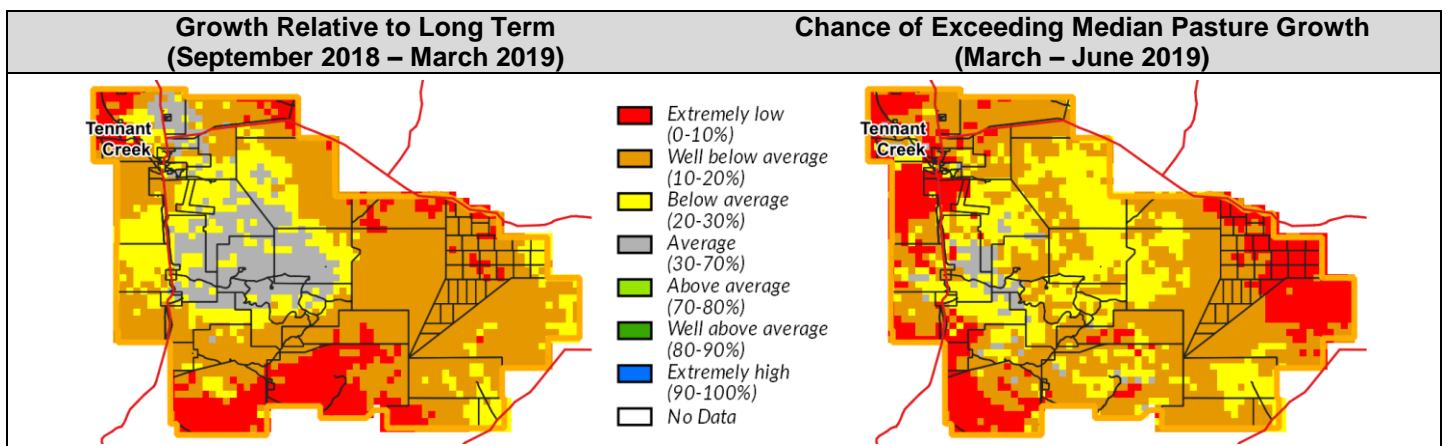 Growth Relative to Long Term
(September 2018 – March 2019)
Chance of Exceeding Median Pasture Growth
(March – June 2019)
Tennant
Creek
Extremely low
(0-10%)
Well below average
(10-20%)
Below average
(20-30%)
Average
(30-70%)
Above average
(70-80%)
Well above average
(80-90%)
Extremely high
(90-100%)
No Data
Tennant
Creek